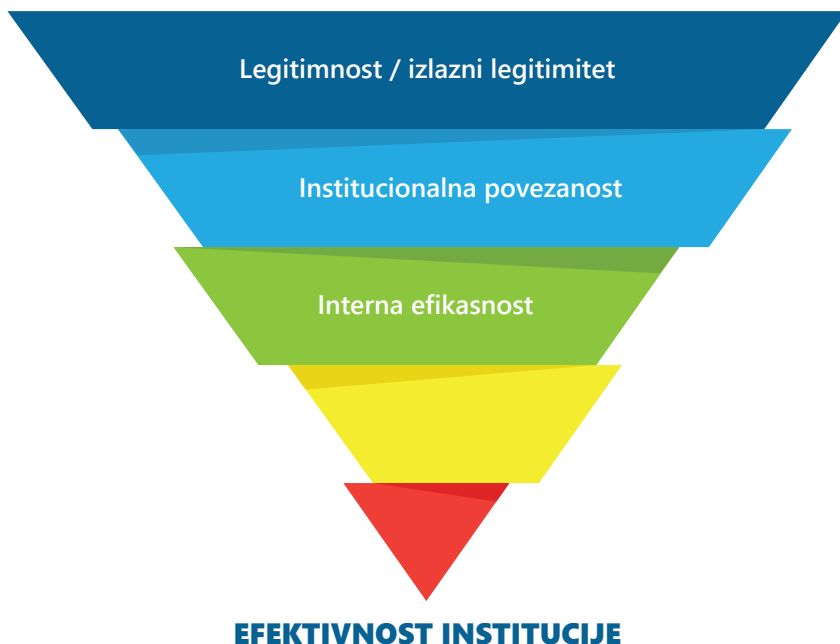 Legitimnost / izlazni legitimitet
Institucionalna povezanost
Interna efikasnost
EFEKTIVNOST INSTITUCIJE